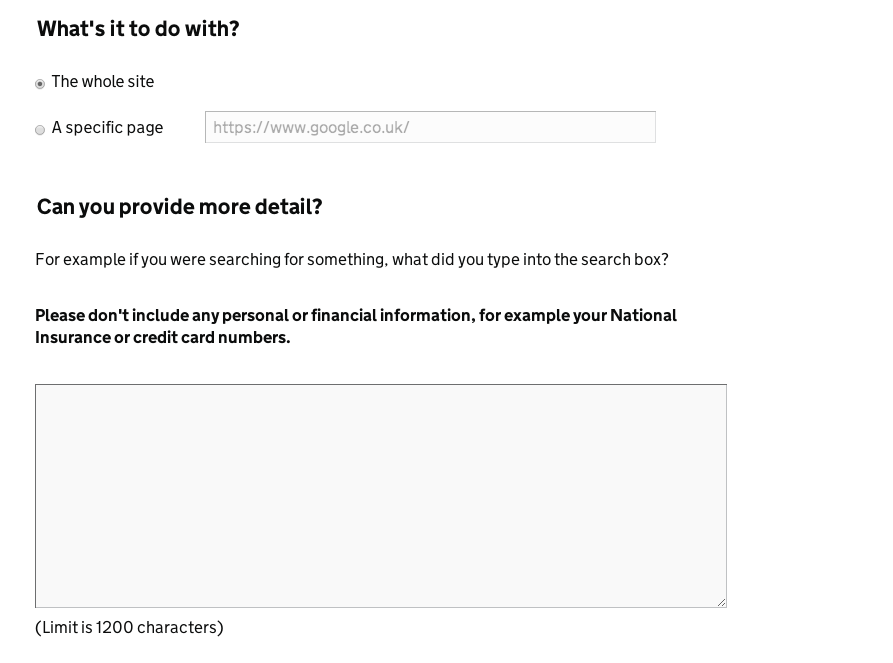 What's it to do with?
The whole site
A specific page
https://www.google.co.uk/
Can you provide more detail?
For example if you were searching for something, what did you type into the search box?
Please don't include any personal or financial information, for example your National
Insurance or credit card numbers.
(Limit is 1200 characters)